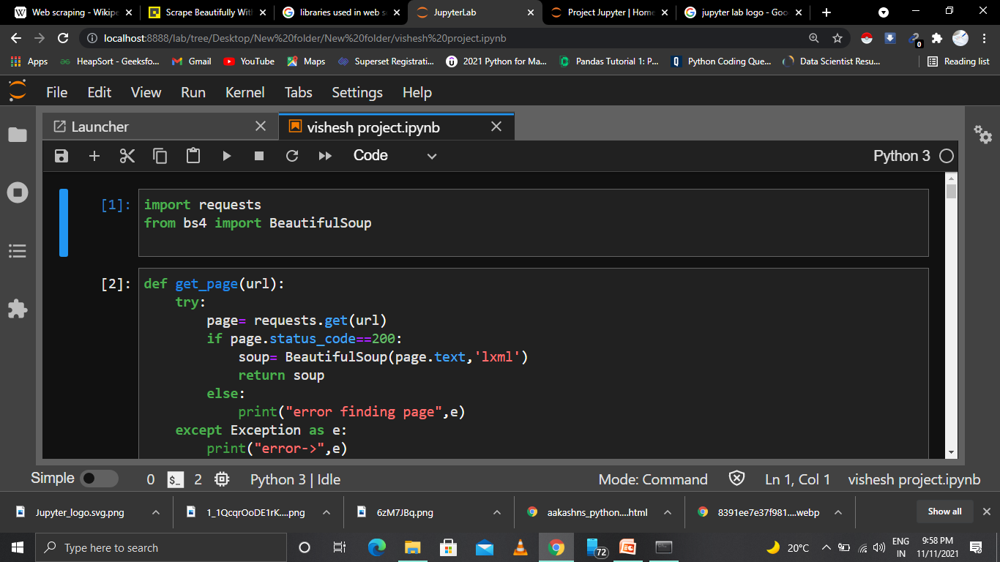 Web scraping - Wikipe
Scrape Beautifully With
libraries used in web s
JupyterLab
Project Jupyter | Home
jupyter lab logo - Goo
localhost:8888/lab/tree/Desktop/New%20folder/New%20folder/vishesh%20project.ipynb
0
Apps
HeapSort - Geeksfo...
Gmail
YouTube
Maps
Superset Registrati...
2021 Python for Ma...
Pandas Tutorial 1: P...
Python Coding Que...
Data Scientist Resu...
Reading list
File Edit View Run Kernel Tabs Settings Help
Launcher
vishesh project.ipynb
Code
Python 3
[1]:
import requests
from bs4 import BeautifulSoup
[2]:
def get_page(url):
    try:
        page= requests.get(url)
        if page.status_code==200:
            soup= BeautifulSoup(page.text,'lxml')
            return soup
        else:
            print("error finding page",e)
    except Exception as e:
        print("error->",e)
Simple
0
$_
2
Python 3 | Idle
Mode: Command
Ln 1, Col 1
vishesh project.ipynb
Jupyter_logo.svg.png
1_1QcqrOoDE1rK....png
6zM7JBq.png
aakashns_python....html
8391ee7e37f981....webp
Show all
Type here to search
72
20°C
ENG
IN
9:58 PM
11/11/2021